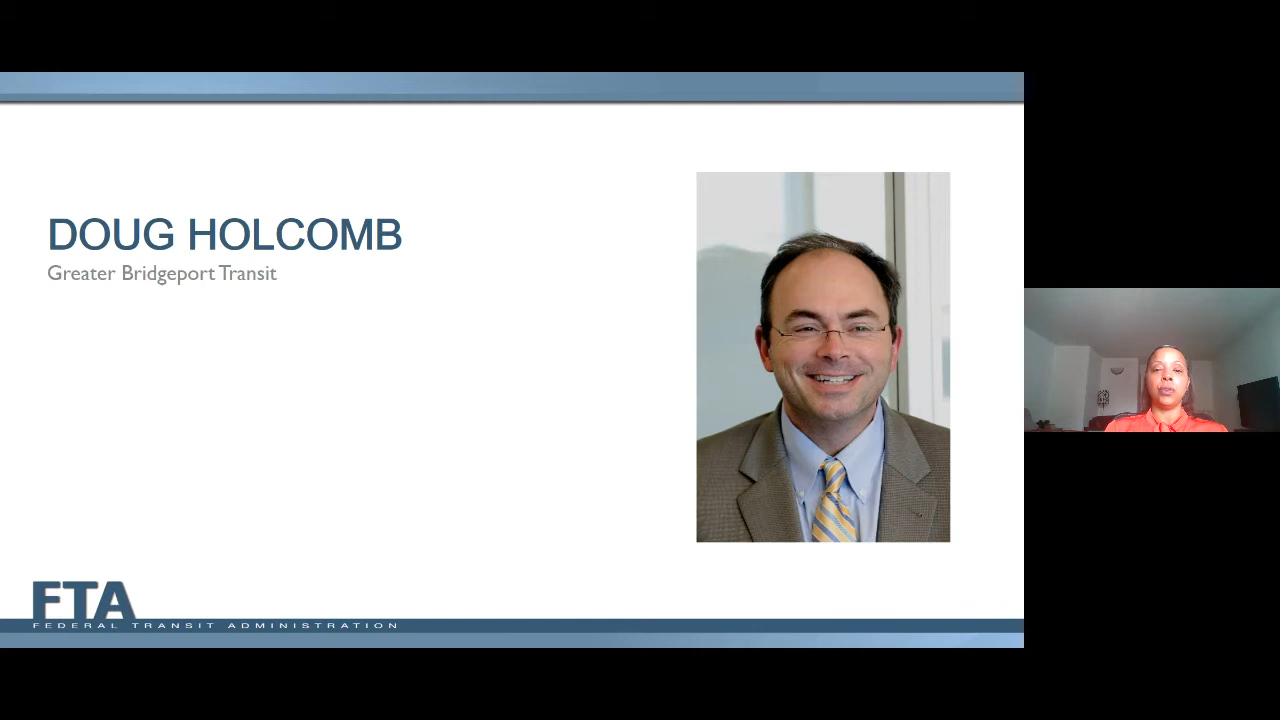 DOUG HOLCOMB
Greater Bridgeport Transit
FTA
FEDERAL TRANSIT ADMINISTRATION